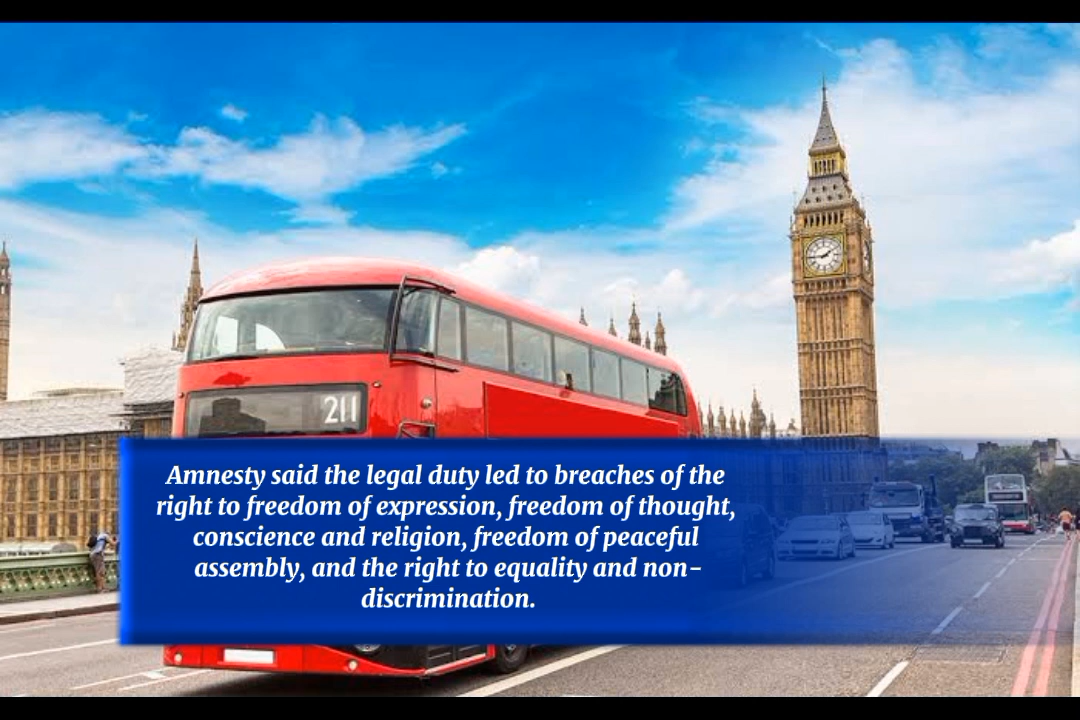 211
Amnesty said the legal duty led to breaches of the
right to freedom of expression, freedom of thought,
conscience and religion, freedom of peaceful
assembly, and the right to equality and non-
discrimination.